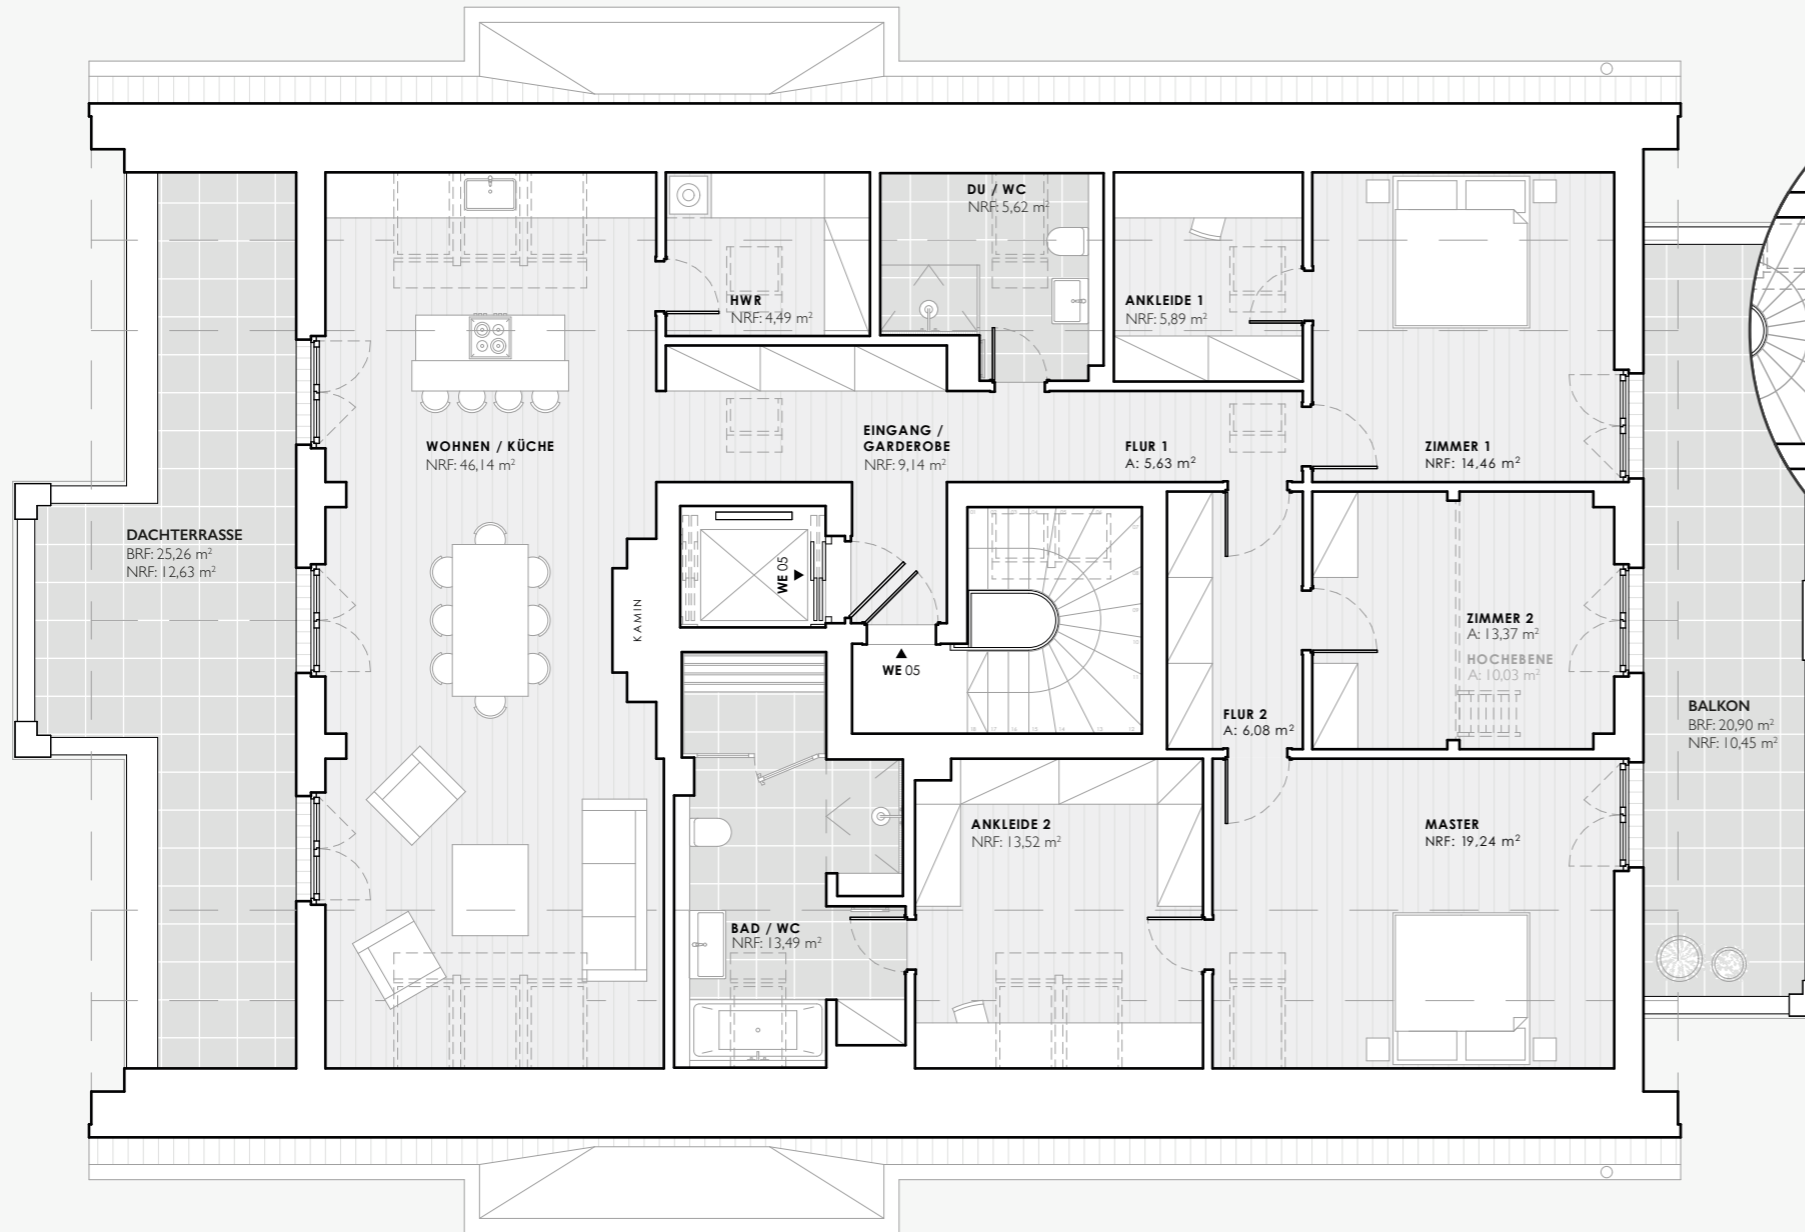 DU / WC
NRF: 5,62 m²
HWR
NRF: 4,49 m²
ANKLEIDE 1
NRF: 5,89 m²
WOHNEN / KÜCHE
NRF: 46,14 m²
EINGANG /
GARDEROBE
NRF: 9,14 m²
FLUR 1
A: 5,63 m²
ZIMMER 1
NRF: 14,46 m²
DACHTERRASSE
BRF: 25,26 m²
NRF: 12,63 m²
KAMIN
WE 05
WE 05
ZIMMER 2
A: 13,37 m²
HOCHEBENE
A: 10,03 m²
FLUR 2
A: 6,08 m²
BALKON
BRF: 20,90 m²
NRF: 10,45 m²
ANKLEIDE 2
NRF: 13,52 m²
MASTER
NRF: 19,24 m²
BAD / WC
NRF: 13,49 m²